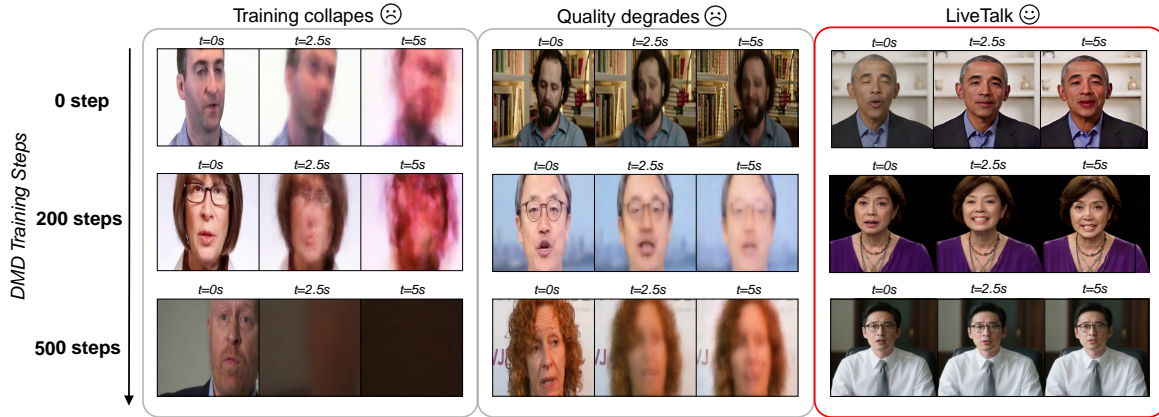 Training collapes ☹
Quality degrades ☹
LiveTalk ☺
DMD Training Steps
0 step
t=0s t=2.5s t=5s
t=0s t=2.5s t=5s
t=0s t=2.5s t=5s
200 steps
t=0s t=2.5s t=5s
t=0s t=2.5s t=5s
t=0s t=2.5s t=5s
500 steps
t=0s t=2.5s t=5s
t=0s t=2.5s t=5s
t=0s t=2.5s t=5s